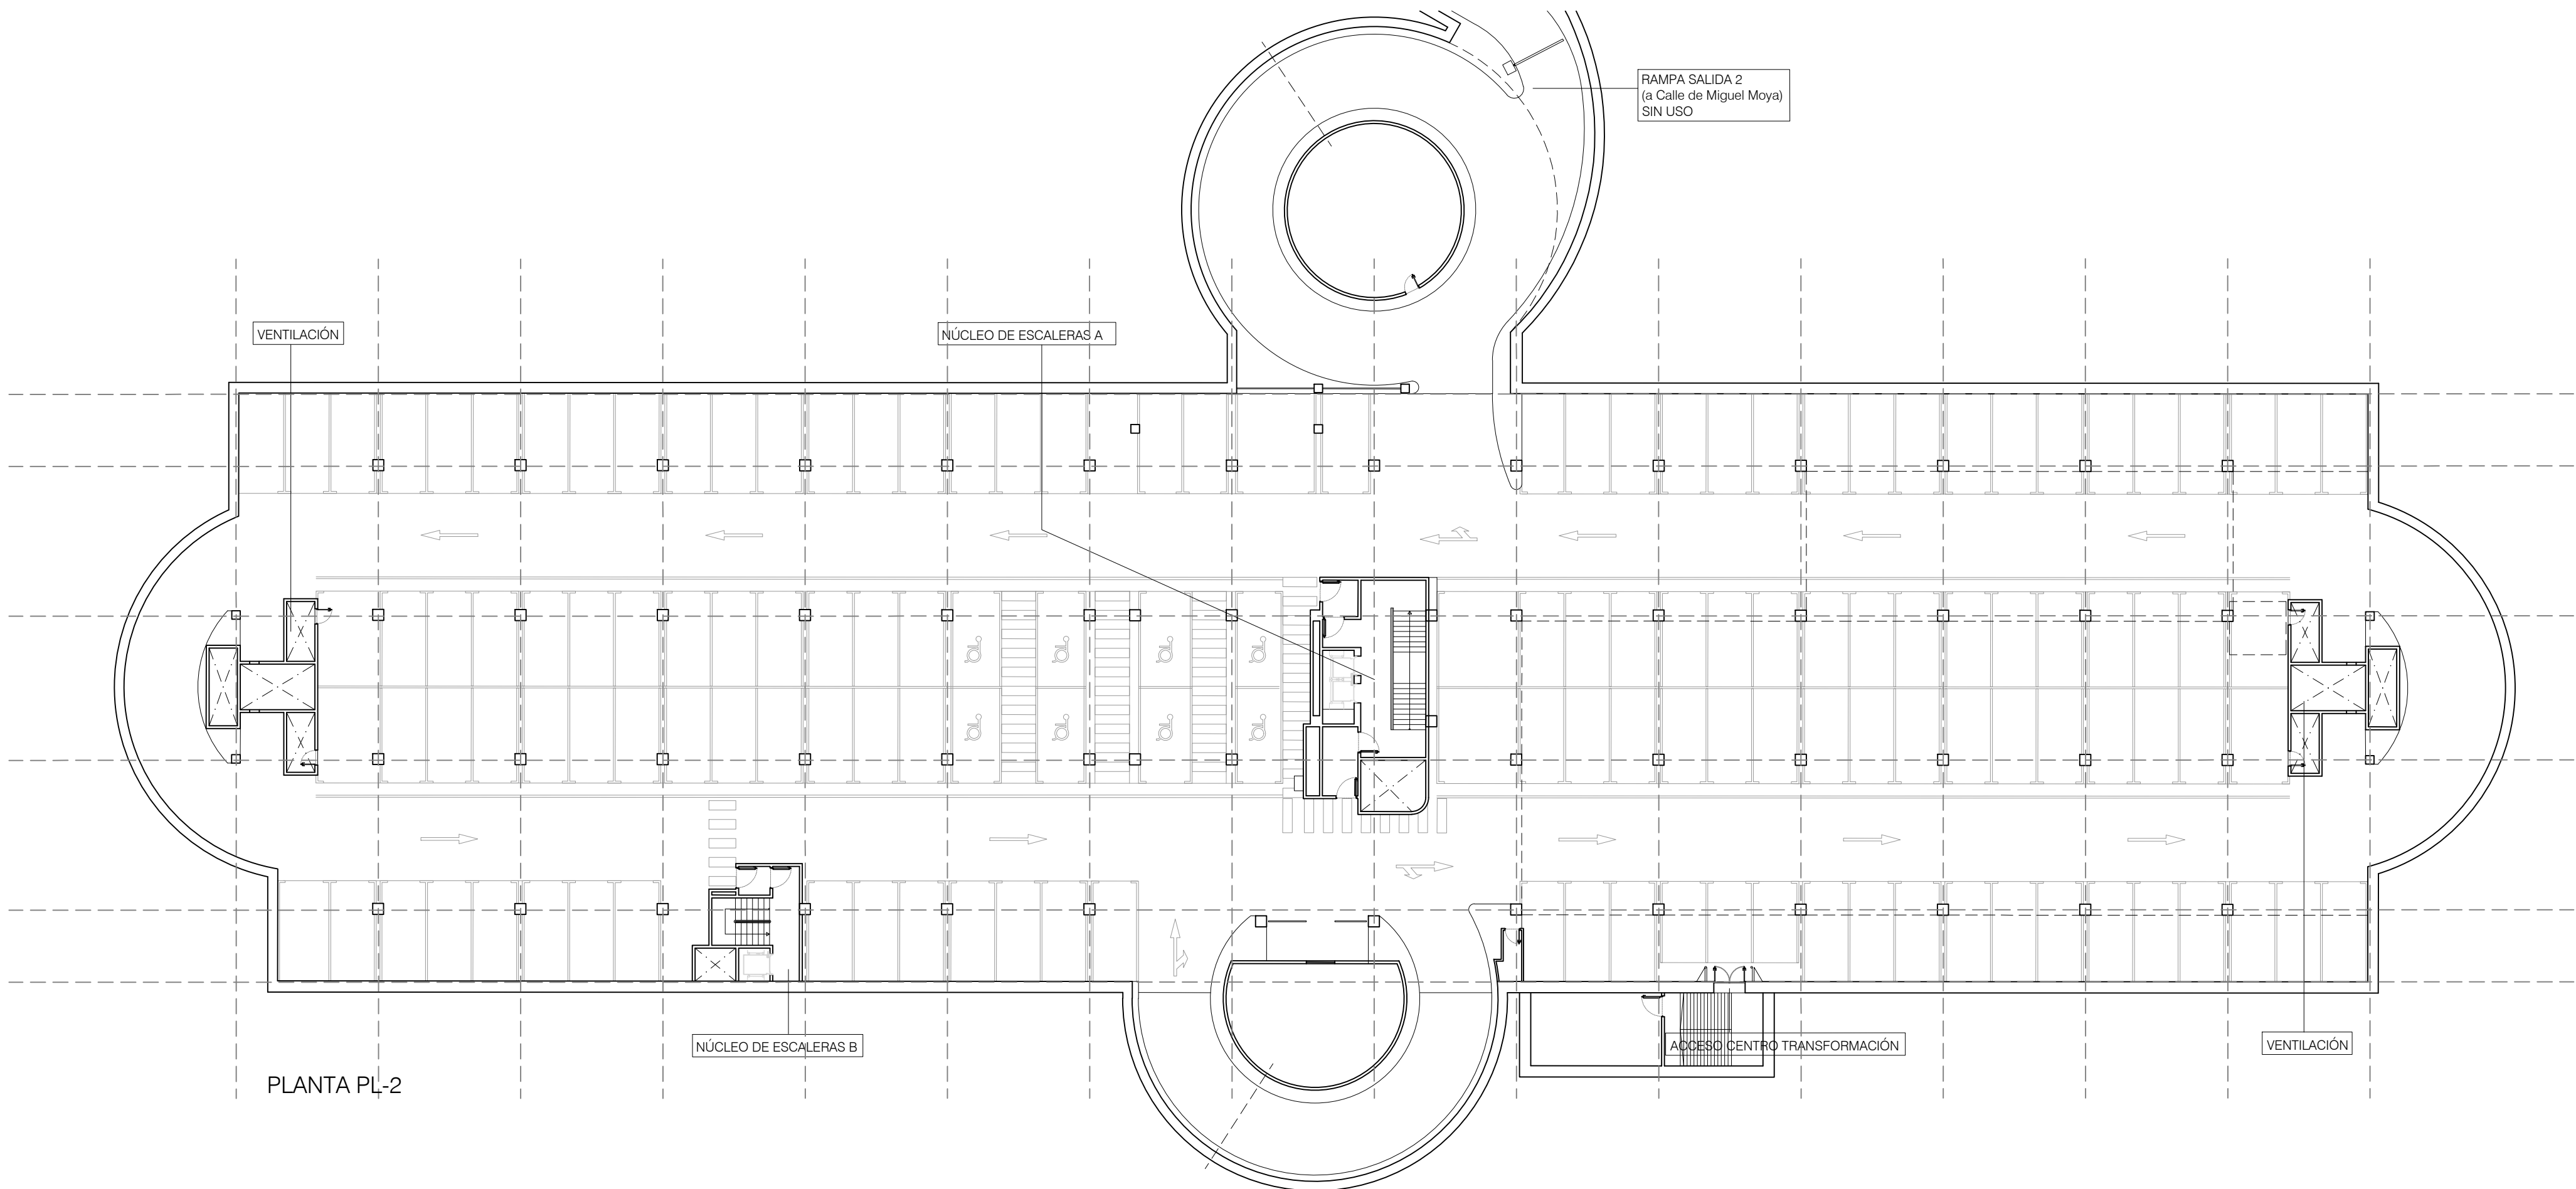 RAMPA SALIDA 2
(a Calle de Miguel Moya)
SIN USO
VENTILACIÓN
NÚCLEO DE ESCALERAS A
NÚCLEO DE ESCALERAS B
ACCESO CENTRO TRANSFORMACIÓN
VENTILACIÓN
PLANTA PL-2